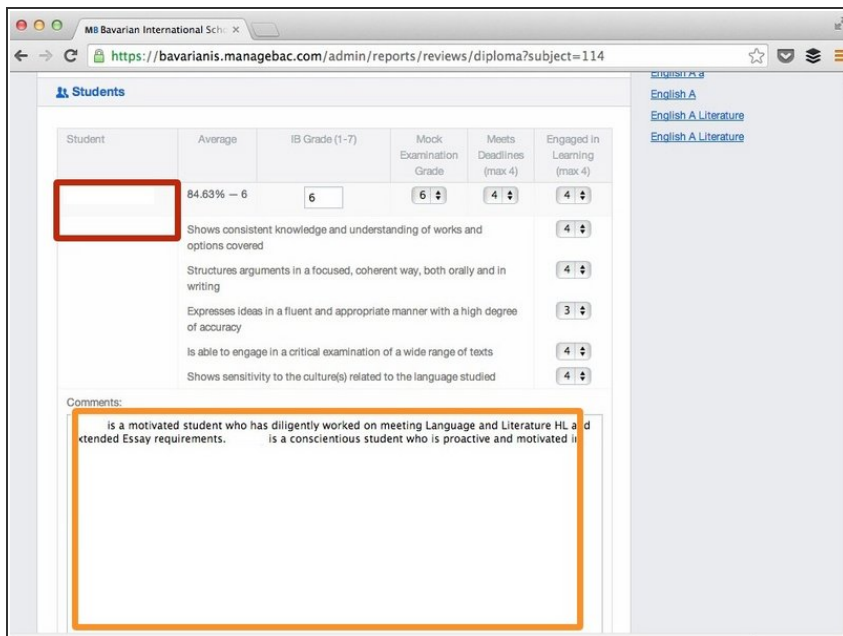 MB Bavarian International Scho ×
https://bavarianis.managebac.com/admin/reports/reviews/diploma?subject=114
Students
Student Average IB Grade (1-7) Mock Examination Grade Meets Deadlines (max 4) Engaged in Learning (max 4)
84.63% — 6 6 6 4 4
Shows consistent knowledge and understanding of works and
options covered
4
Structures arguments in a focused, coherent way, both orally and in
writing
4
Expresses ideas in a fluent and appropriate manner with a high degree
of accuracy
3
Is able to engage in a critical examination of a wide range of texts 4
Shows sensitivity to the culture(s) related to the language studied 4
Comments:
is a motivated student who has diligently worked on meeting Language and Literature HL and
xtended Essay requirements. is a conscientious student who is proactive and motivated in
English A a
English A
English A Literature
English A Literature